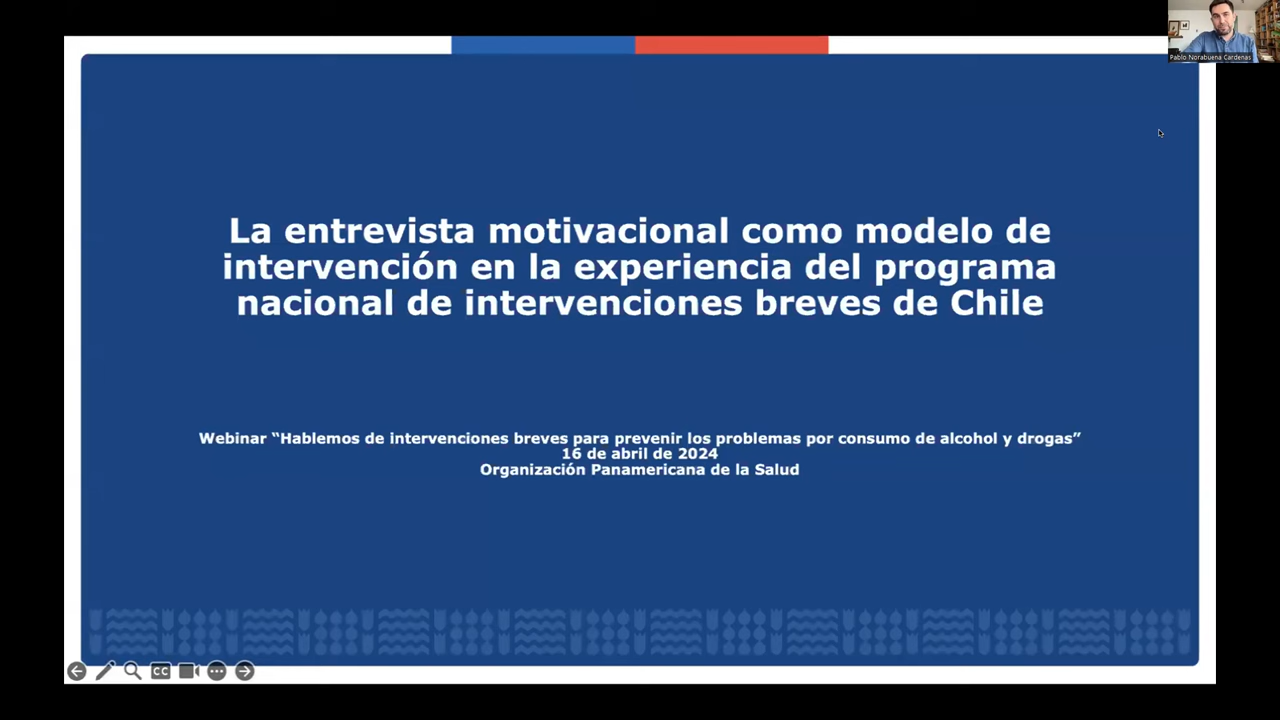 Pablo Norabuena Cardenas
La entrevista motivacional como modelo de
intervención en la experiencia del programa
nacional de intervenciones breves de Chile
Webinar “Hablemos de intervenciones breves para prevenir los problemas por consumo de alcohol y drogas”
16 de abril de 2024
Organización Panamericana de la Salud
CC